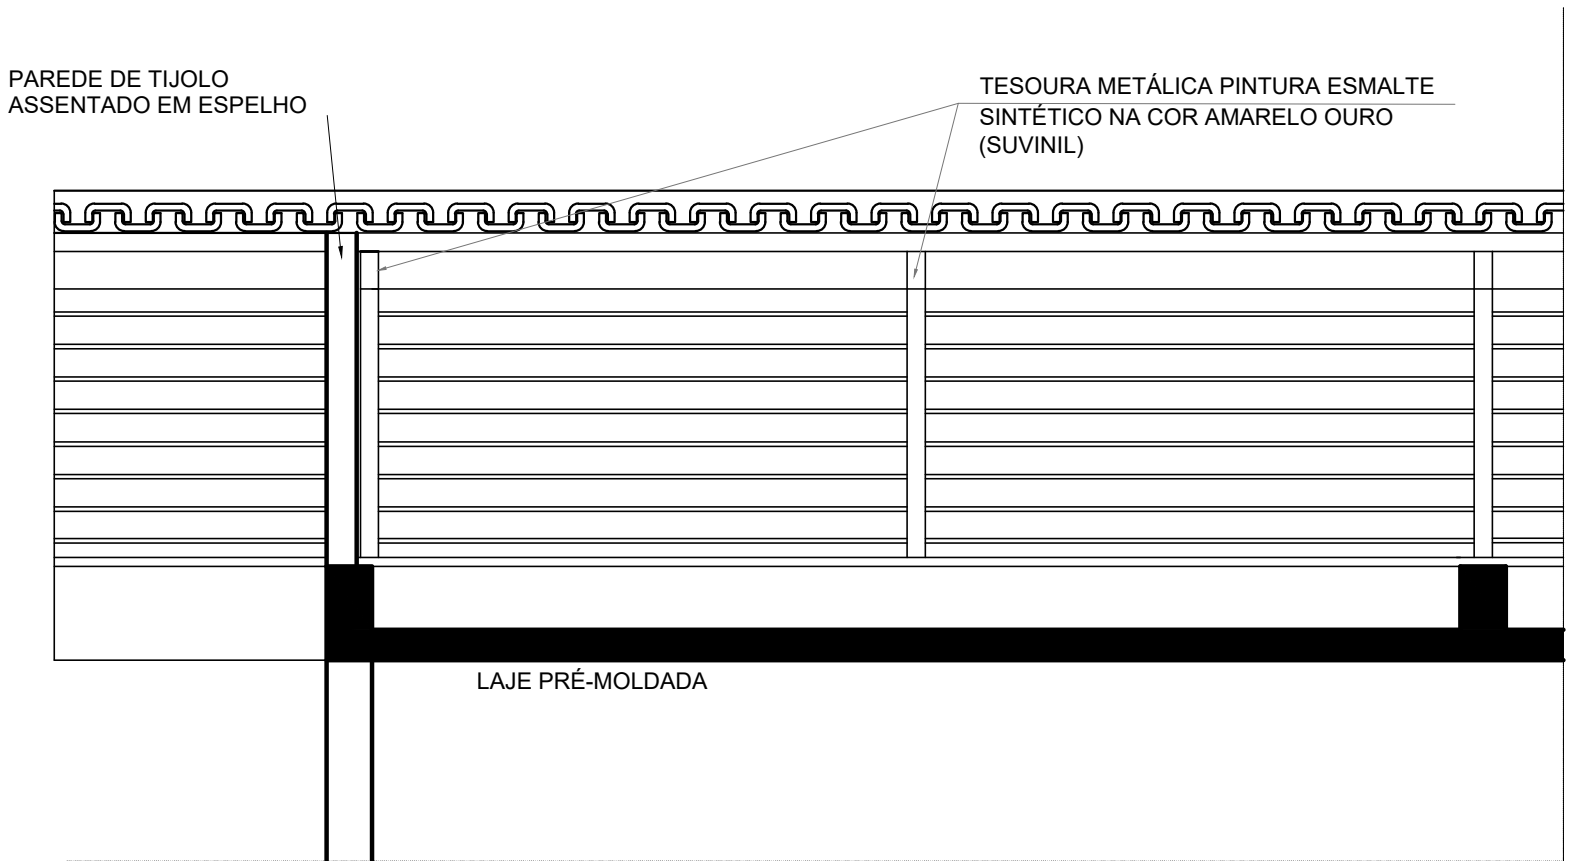 PAREDE DE TIJOLO
ASSENTADO EM ESPELHO
TESOURA METÁLICA PINTURA ESMALTE
SINTÉTICO NA COR AMARELO OURO
(SUVINIL)
LAJE PRÉ-MOLDADA